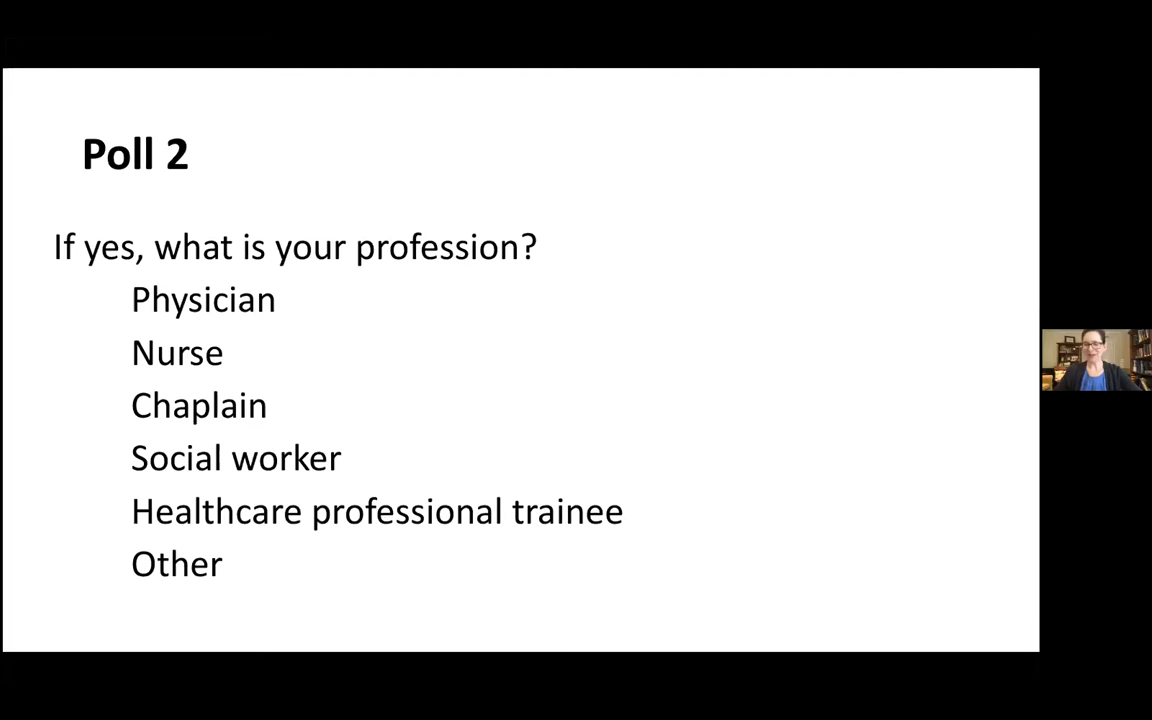 Poll 2
If yes, what is your profession?
Physician
Nurse
Chaplain
Social worker
Healthcare professional trainee
Other